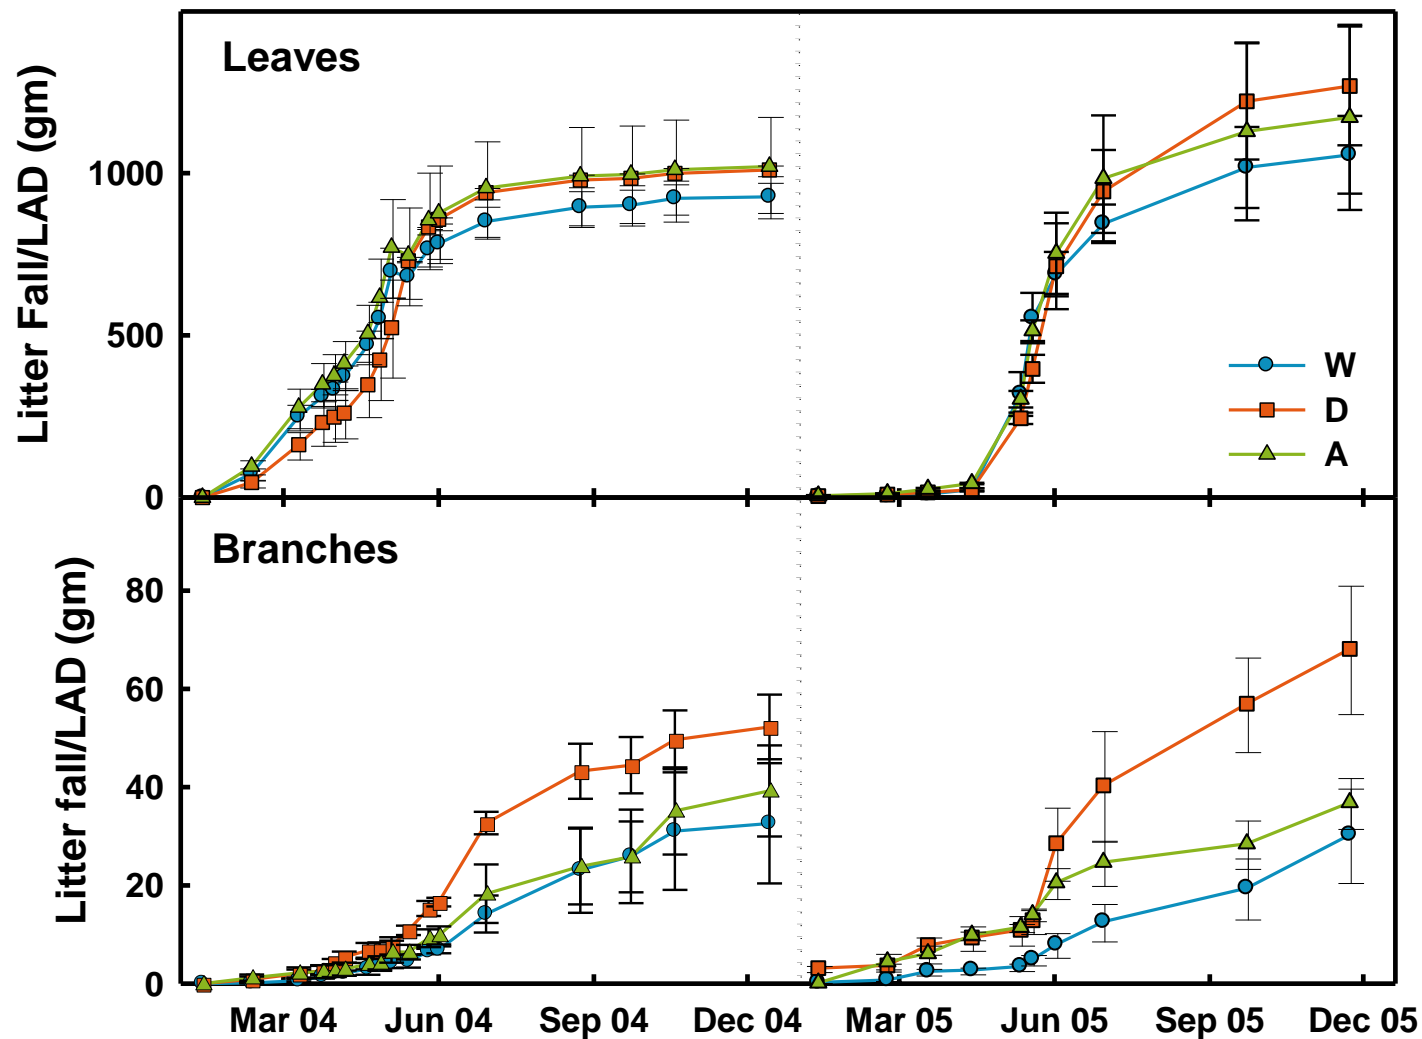 Leaves
Litter Fall/LAD (gm)
1000
500
0
W
D
A
Branches
Litter fall/LAD (gm)
80
60
40
20
0
Mar 04 Jun 04 Sep 04 Dec 04 Mar 05 Jun 05 Sep 05 Dec 05